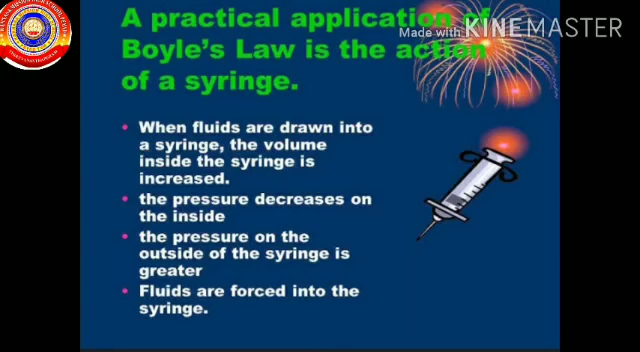 A practical application of
Made with KINEMASTER
Boyle's Law is the action
of a syringe.
• When fluids are drawn into
a syringe, the volume
inside the syringe is
increased.
• the pressure decreases on
the inside
• the pressure on the
outside of the syringe is
greater
• Fluids are forced into the
syringe.